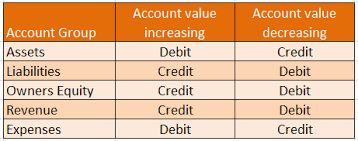 Account Group Account value increasing Account value decreasing
Assets Debit Credit
Liabilities Credit Debit
Owners Equity Credit Debit
Revenue Credit Debit
Expenses Debit Credit